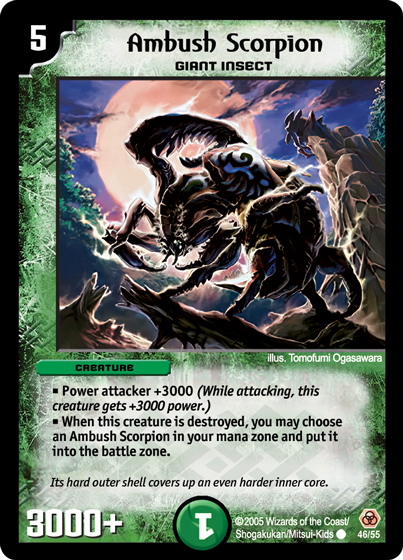 5
Ambush Scorpion
GIANT INSECT
illus. Tomofumi Ogasawara
CREATURE
▪ Power attacker +3000 (While attacking, this
creature gets +3000 power.)
▪ When this creature is destroyed, you may choose
an Ambush Scorpion in your mana zone and put it
into the battle zone.
Its hard outer shell covers up an even harder inner core.
3000+
1
©2005 Wizards of the Coast/
Shogakukan/Mitsui-Kids ● 46/55